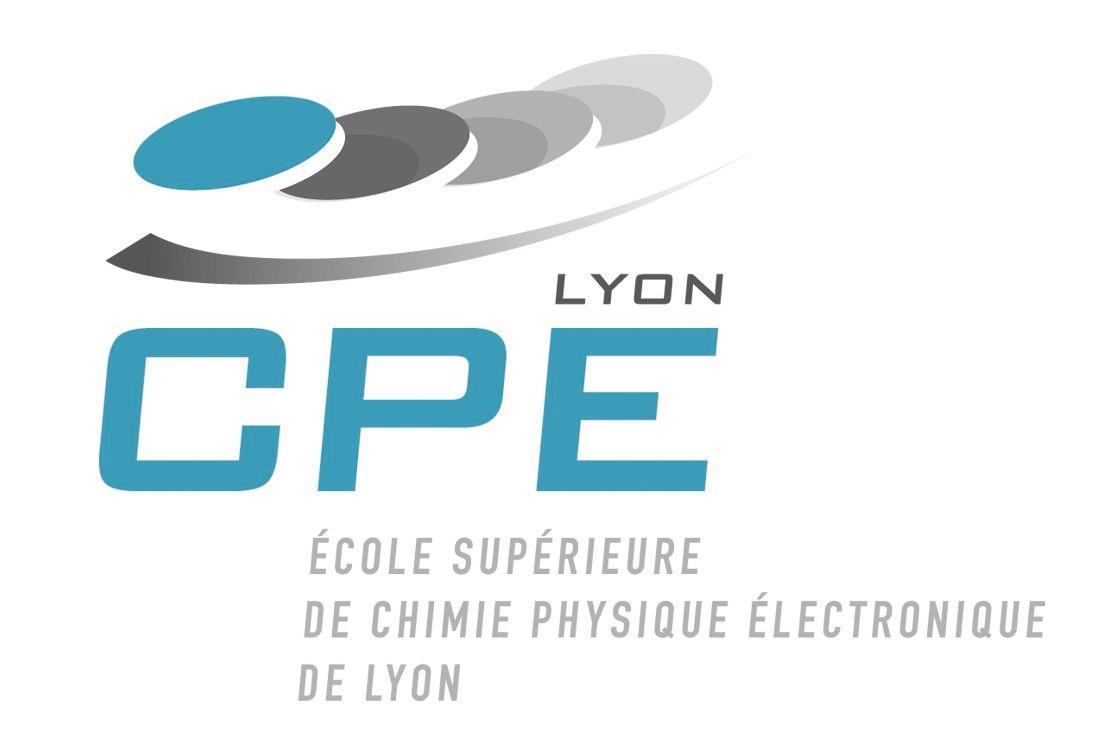 LYON
CPE
ÉCOLE SUPÉRIEURE
DE CHIMIE PHYSIQUE ÉLECTRONIQUE
DE LYON